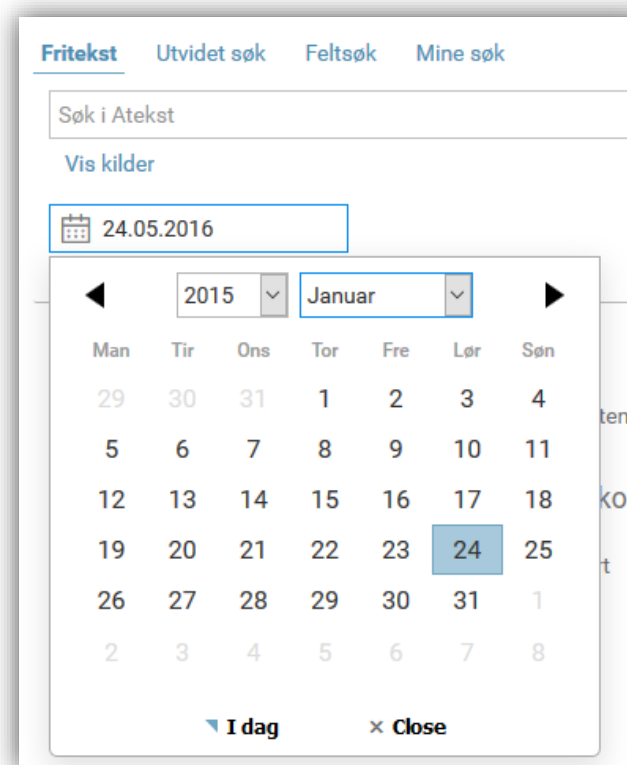 Fritekst Utvidet søk Feltsøk Mine søk
Søk i Atekst
Vis kilder
24.05.2016
2015 Januar
Man Tir Ons Tor Fre Lør Søn
29 30 31 1 2 3 4
ten
5 6 7 8 9 10 11
12 13 14 15 16 17 18
ko
19 20 21 22 23 24 25
t
26 27 28 29 30 31 1
2 3 4 5 6 7 8
I dag × Close